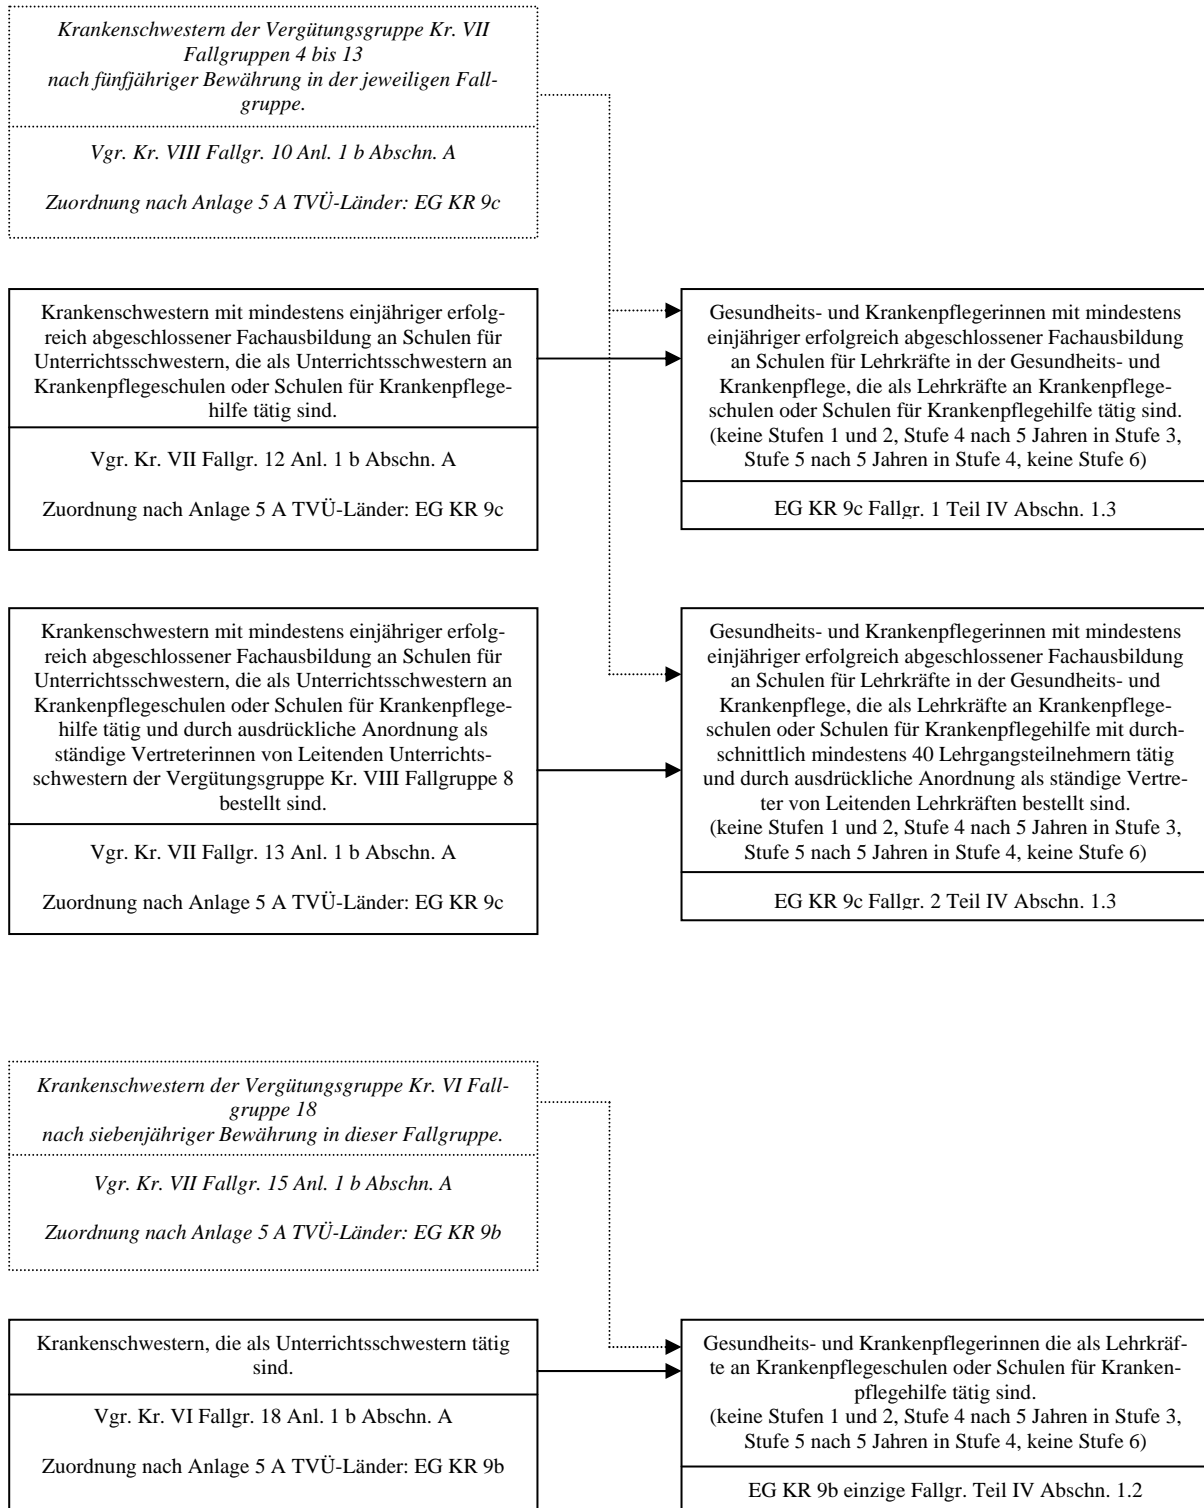 Krankenschwestern der Vergütungsgruppe Kr. VII
Fallgruppen 4 bis 13
nach fünfjähriger Bewährung in der jeweiligen Fall-
gruppe.
Vgr. Kr. VIII Fallgr. 10 Anl. 1 b Abschn. A
Zuordnung nach Anlage 5 A TVÜ-Länder: EG KR 9c
Krankenschwestern mit mindestens einjähriger erfolg-
reich abgeschlossener Fachausbildung an Schulen für
Unterrichtsschwestern, die als Unterrichtsschwestern an
Krankenpflegeschulen oder Schulen für Krankenpflege-
hilfe tätig sind.
Vgr. Kr. VII Fallgr. 12 Anl. 1 b Abschn. A
Zuordnung nach Anlage 5 A TVÜ-Länder: EG KR 9c
Gesundheits- und Krankenpflegerinnen mit mindestens
einjähriger erfolgreich abgeschlossener Fachausbildung
an Schulen für Lehrkräfte in der Gesundheits- und
Krankenpflege, die als Lehrkräfte an Krankenpflege-
schulen oder Schulen für Krankenpflegehilfe tätig sind.
(keine Stufen 1 und 2, Stufe 4 nach 5 Jahren in Stufe 3,
Stufe 5 nach 5 Jahren in Stufe 4, keine Stufe 6)
EG KR 9c Fallgr. 1 Teil IV Abschn. 1.3
Krankenschwestern mit mindestens einjähriger erfolg-
reich abgeschlossener Fachausbildung an Schulen für
Unterrichtsschwestern, die als Unterrichtsschwestern an
Krankenpflegeschulen oder Schulen für Krankenpflege-
hilfe tätig und durch ausdrückliche Anordnung als
ständige Vertreterinnen von Leitenden Unterrichts-
schwestern der Vergütungsgruppe Kr. VIII Fallgruppe 8
bestellt sind.
Vgr. Kr. VII Fallgr. 13 Anl. 1 b Abschn. A
Zuordnung nach Anlage 5 A TVÜ-Länder: EG KR 9c
Gesundheits- und Krankenpflegerinnen mit mindestens
einjähriger erfolgreich abgeschlossener Fachausbildung
an Schulen für Lehrkräfte in der Gesundheits- und
Krankenpflege, die als Lehrkräfte an Krankenpflege-
schulen oder Schulen für Krankenpflegehilfe mit durch-
schnittlich mindestens 40 Lehrgangsteilnehmern tätig
und durch ausdrückliche Anordnung als ständige Vertre-
ter von Leitenden Lehrkräften bestellt sind.
(keine Stufen 1 und 2, Stufe 4 nach 5 Jahren in Stufe 3,
Stufe 5 nach 5 Jahren in Stufe 4, keine Stufe 6)
EG KR 9c Fallgr. 2 Teil IV Abschn. 1.3
Krankenschwestern der Vergütungsgruppe Kr. VI Fall-
gruppe 18
nach siebenjähriger Bewährung in dieser Fallgruppe.
Vgr. Kr. VII Fallgr. 15 Anl. 1 b Abschn. A
Zuordnung nach Anlage 5 A TVÜ-Länder: EG KR 9b
Krankenschwestern, die als Unterrichtsschwestern tätig
sind.
Vgr. Kr. VI Fallgr. 18 Anl. 1 b Abschn. A
Zuordnung nach Anlage 5 A TVÜ-Länder: EG KR 9b
Gesundheits- und Krankenpflegerinnen die als Lehrkräf-
te an Krankenpflegeschulen oder Schulen für Kranken-
pflegehilfe tätig sind.
(keine Stufen 1 und 2, Stufe 4 nach 5 Jahren in Stufe 3,
Stufe 5 nach 5 Jahren in Stufe 4, keine Stufe 6)
EG KR 9b einzige Fallgr. Teil IV Abschn. 1.2